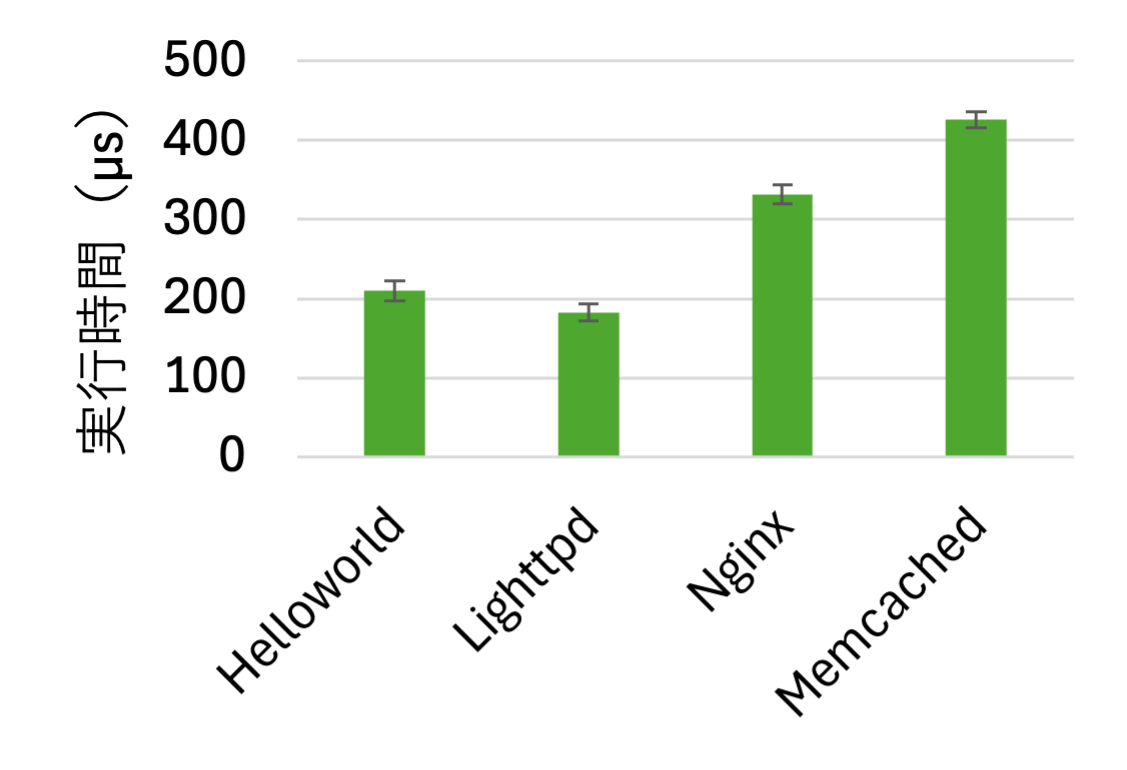 実行時間（µs）
500
400
300
200
100
0
Helloworld
Lighttpd
Nginx
Memcached